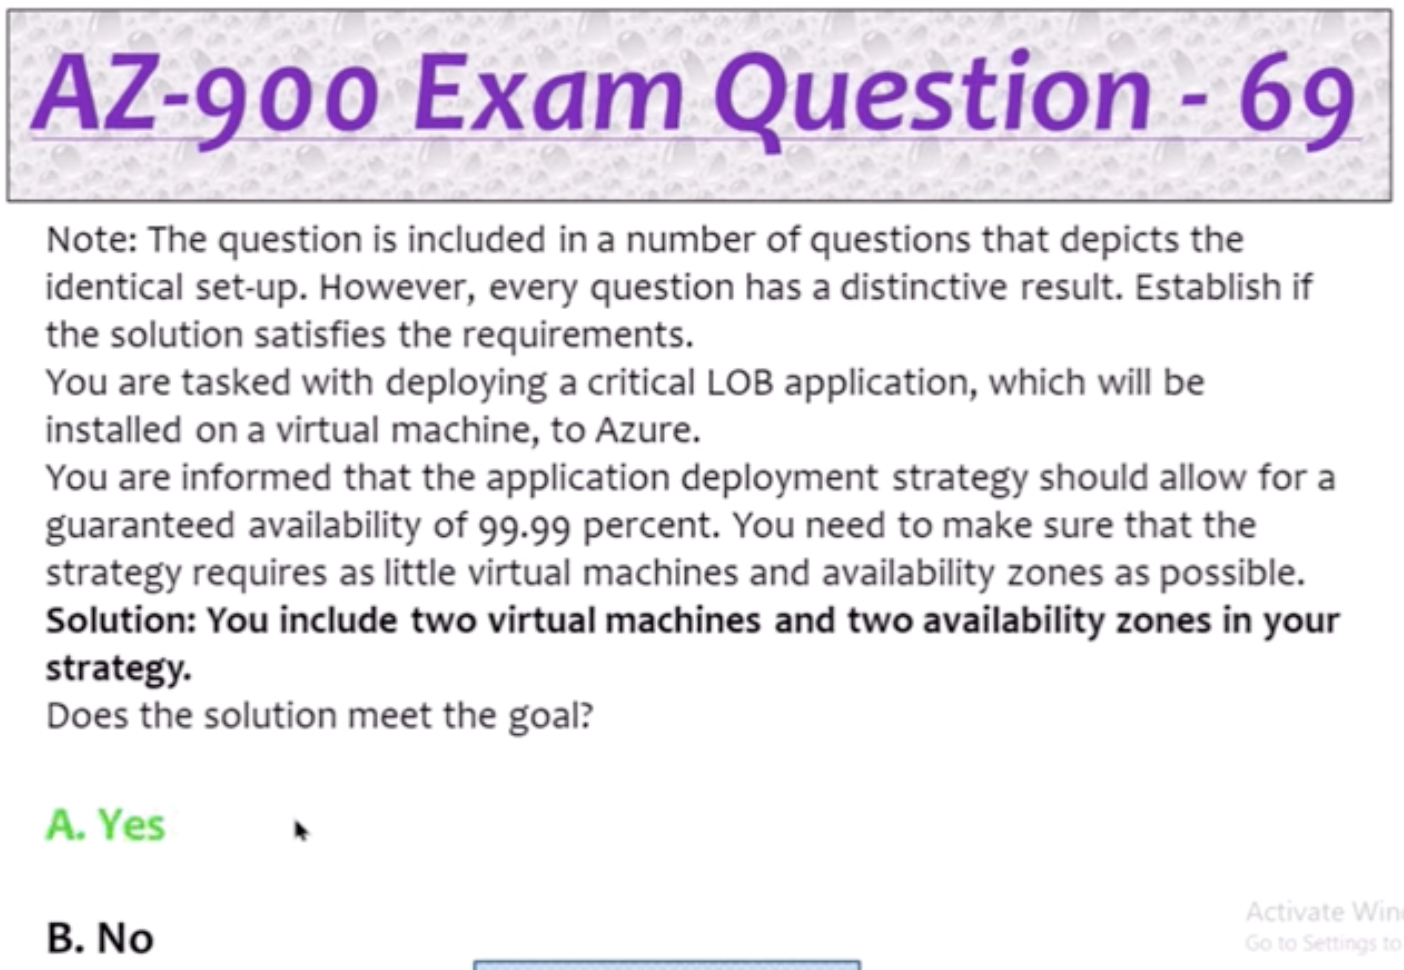 AZ-900 Exam Question - 69
Note: The question is included in a number of questions that depicts the
identical set-up. However, every question has a distinctive result. Establish if
the solution satisfies the requirements.
You are tasked with deploying a critical LOB application, which will be
installed on a virtual machine, to Azure.
You are informed that the application deployment strategy should allow for a
guaranteed availability of 99.99 percent. You need to make sure that the
strategy requires as little virtual machines and availability zones as possible.
Solution: You include two virtual machines and two availability zones in your
strategy.
Does the solution meet the goal?
A. Yes
B. No
Activate Win
Go to Settings to